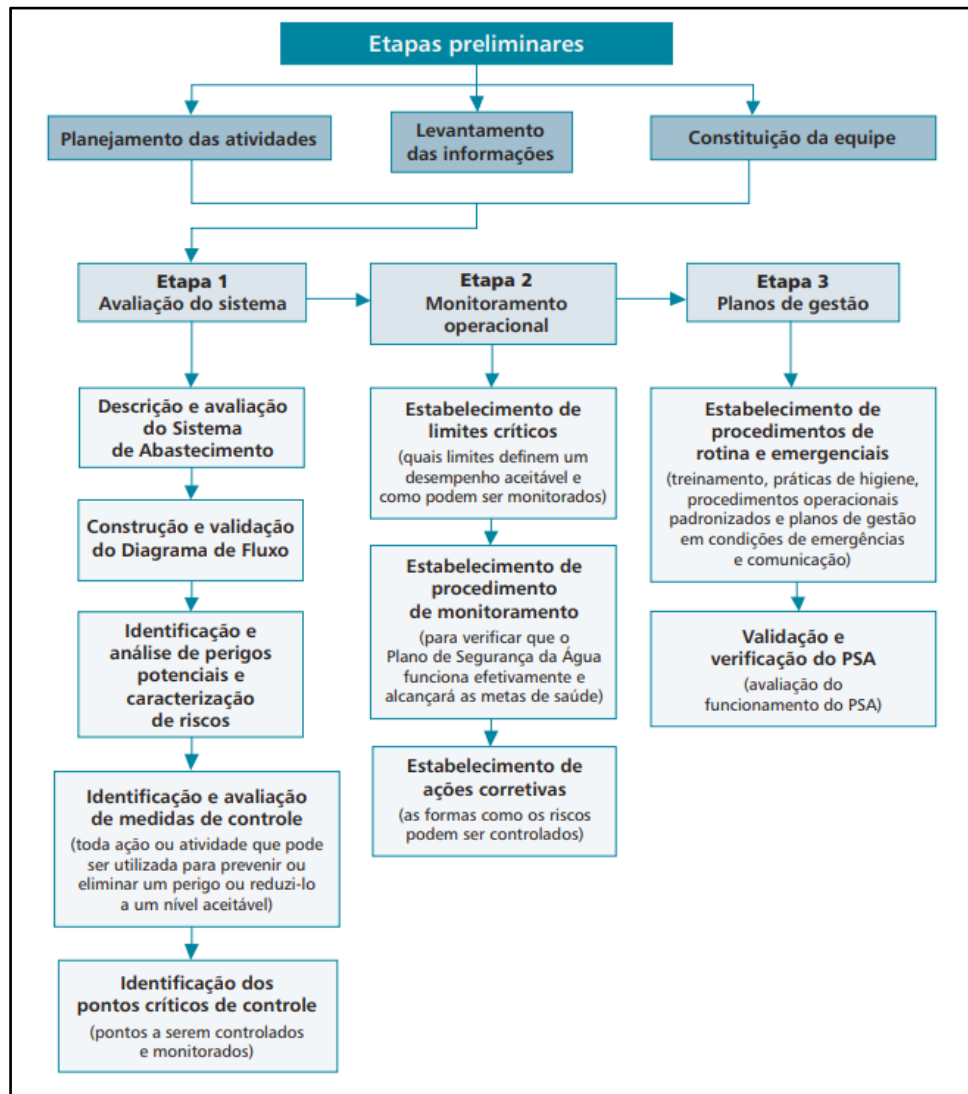 Etapas preliminares
Planejamento das atividades
Levantamento
das informações
Constituição da equipe
Etapa 1
Avaliação do sistema
Etapa 2
Monitoramento
operacional
Etapa 3
Planos de gestão
Descrição e avaliação
do Sistema
de Abastecimento
Construção e validação
do Diagrama de Fluxo
Identificação e
análise de perigos
potenciais e
caracterização
de riscos
Identificação e avaliação
de medidas de controle
(toda ação ou atividade que pode
ser utilizada para prevenir ou
eliminar um perigo ou reduzi-lo
a um nível aceitável)
Identificação dos
pontos críticos de controle
(pontos a serem controlados
e monitorados)
Estabelecimento de
limites críticos
(quais limites definem um
desempenho aceitável e
como podem ser monitorados)
Estabelecimento de
procedimento
de monitoramento
(para verificar que o
Plano de Segurança da Água
funciona efetivamente e
alcançará as metas de saúde)
Estabelecimento de
ações corretivas
(as formas como os riscos
podem ser controlados)
Estabelecimento de
procedimentos de
rotina e emergenciais
(treinamento, práticas de higiene,
procedimentos operacionais
padronizados e planos de gestão
em condições de emergências
e comunicação)
Validação e
verificação do PSA
(avaliação do
funcionamento do PSA)